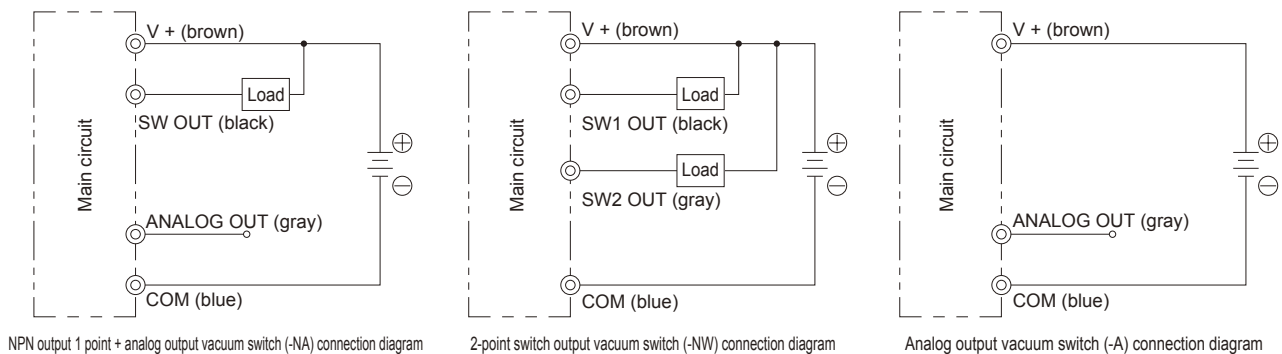 V + (brown)
Load
SW OUT (black)
Main circuit
ANALOG OUT (gray)
COM (blue)
NPN output 1 point + analog output vacuum switch (-NA) connection diagram
V + (brown)
Load
SW1 OUT (black)
Load
SW2 OUT (gray)
Main circuit
COM (blue)
2-point switch output vacuum switch (-NW) connection diagram
V + (brown)
Main circuit
ANALOG OUT (gray)
COM (blue)
Analog output vacuum switch (-A) connection diagram